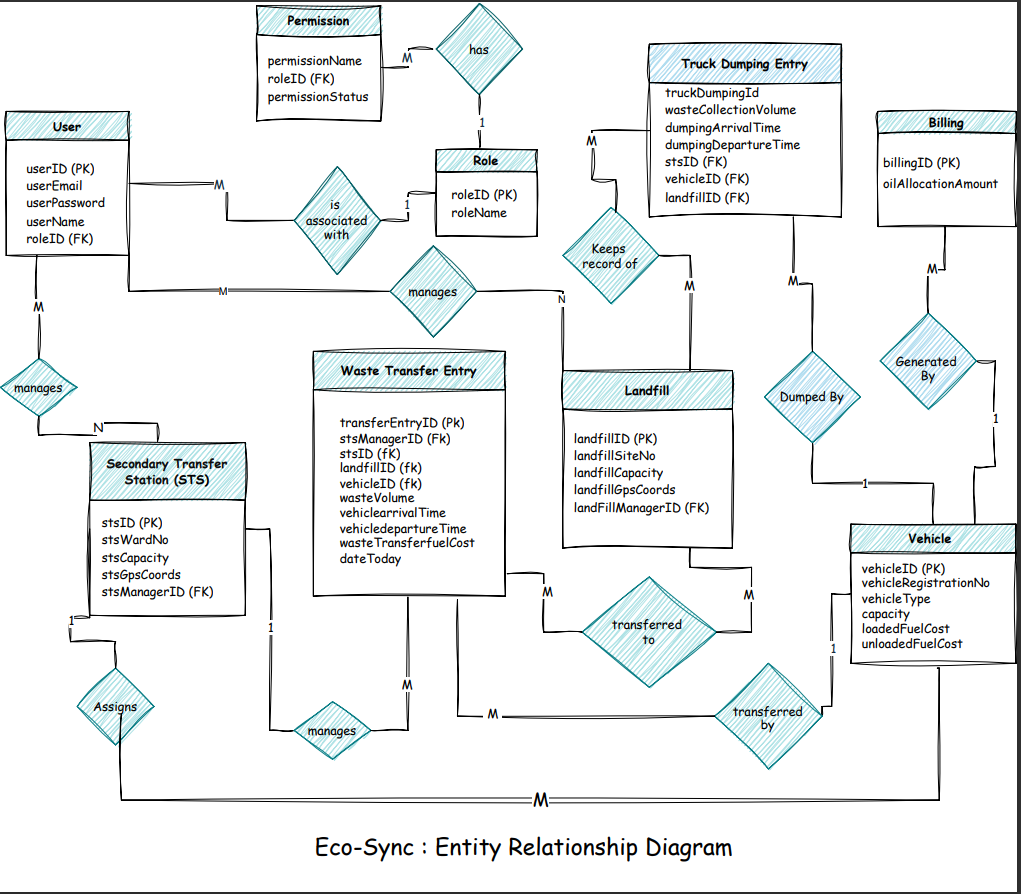 Permission
permissionName
roleID (FK)
permissionStatus
M
has
1
Role
roleID (PK)
roleName
User
userID (PK)
userEmail
userPassword
userName
roleID (FK)
M
is
associated
with
1
M
manages
N
M
manages
N
Truck Dumping Entry
truckDumpingId
wasteCollectionVolume
dumpingArrivalTime
dumpingDepartureTime
stsID (FK)
vehicleID (FK)
landfillID (FK)
M
Keeps
record of
M
M
Dumped By
1
Billing
billingID (PK)
oilAllocationAmount
M
Generated
By
1
Waste Transfer Entry
transferEntryID (Pk)
stsManagerID (Fk)
stsID (fK)
landfillID (fk)
vehicleID (fk)
wasteVolume
vehiclearrivalTime
vehicledepartureTime
wasteTransferfuelCost
dateToday
Landfill
landfillID (PK)
landfillSiteNo
landfillCapacity
landfillGpsCoords
landFillManagerID (FK)
Secondary Transfer
Station (STS)
stsID (PK)
stsWardNo
stsCapacity
stsGpsCoords
stsManagerID (FK)
Vehicle
vehicleID (PK)
vehicleRegistrationNo
vehicleType
capacity
loadedFuelCost
unloadedFuelCost
M
transferred
to
M
1
Assigns
M
1
manages
M
M
transferred
by
1
Eco-Sync : Entity Relationship Diagram